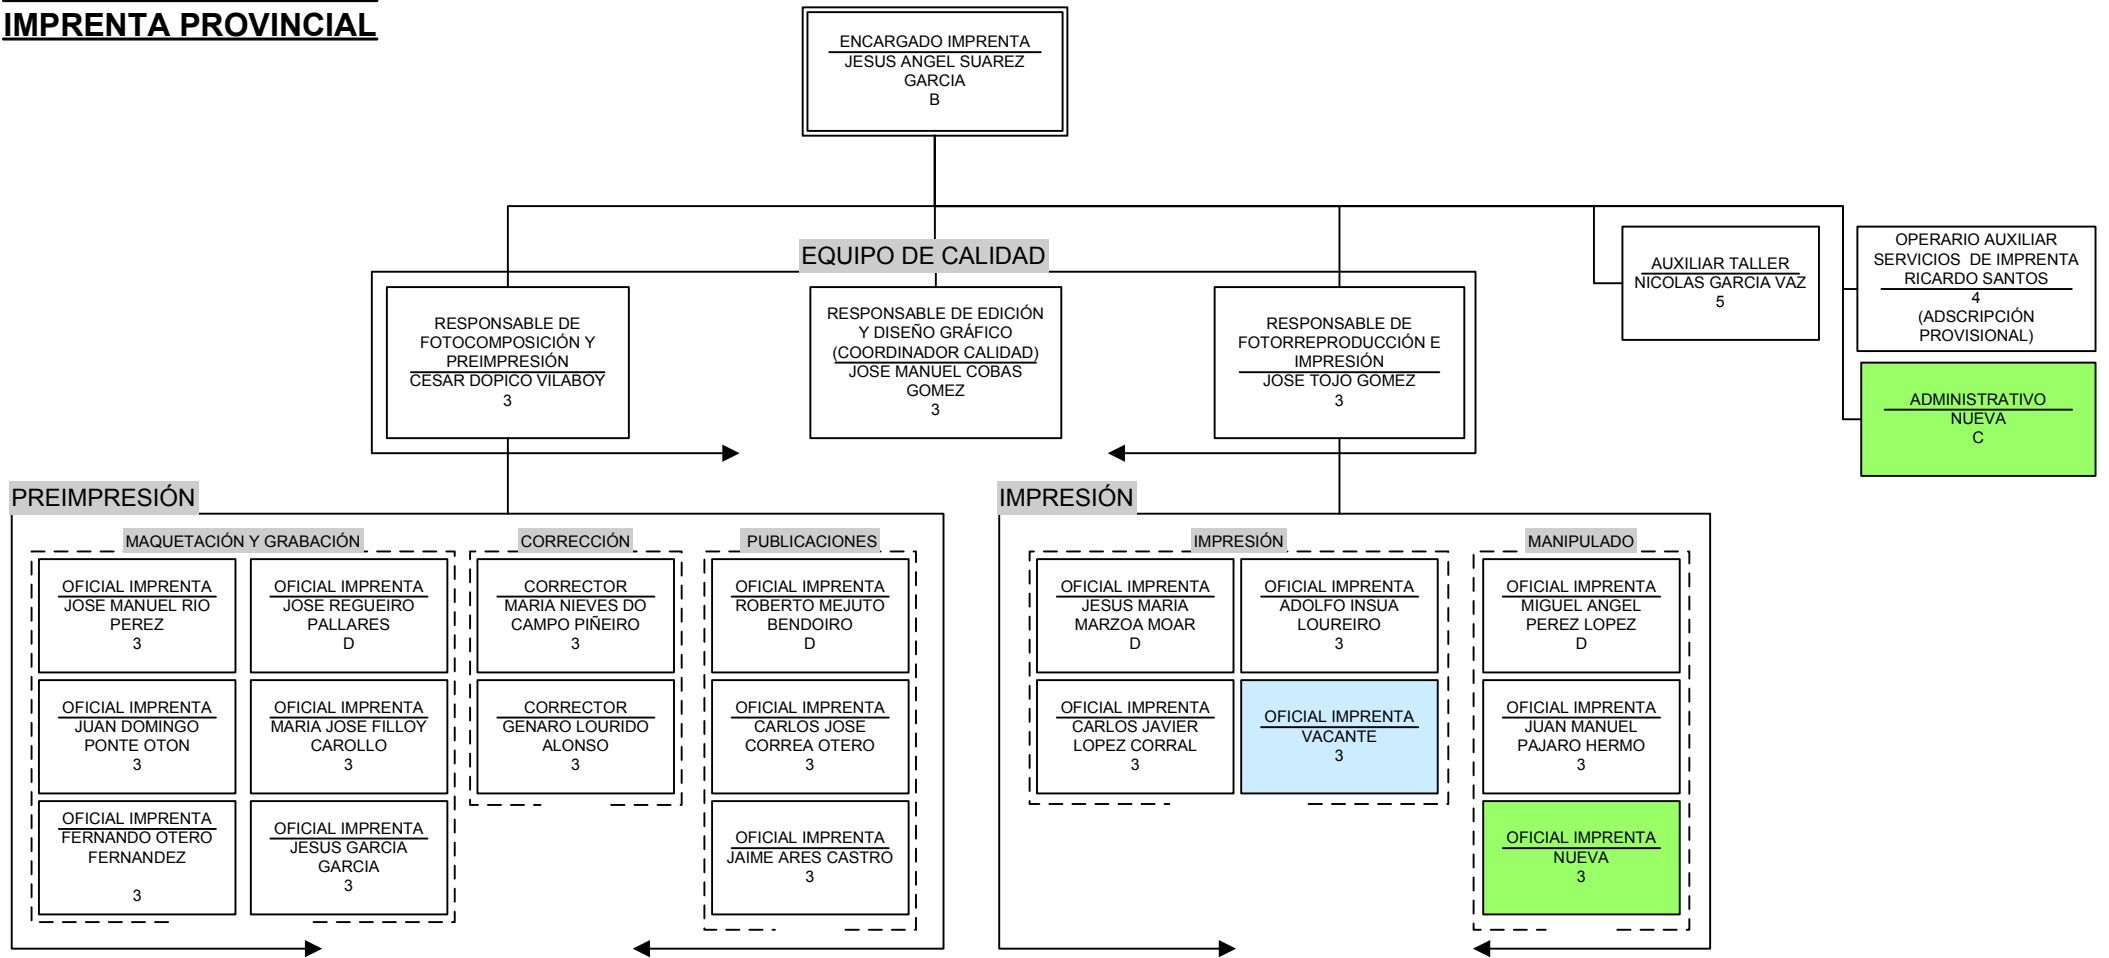 IMPRENTA PROVINCIAL
ENCARGADO IMPRENTA
JESUS ANGEL SUAREZ
GARCIA
B
EQUIPO DE CALIDAD
RESPONSABLE DE
FOTOCOMPOSICIÓN Y
PREIMPRESIÓN
CESAR DOPICO VILABOY
3
RESPONSABLE DE EDICIÓN
Y DISEÑO GRÁFICO
(COORDINADOR CALIDAD)
JOSE MANUEL COBAS
GOMEZ
3
RESPONSABLE DE
FOTORREPRODUCCIÓN E
IMPRESIÓN
JOSE TOJO GOMEZ
3
AUXILIAR TALLER
NICOLAS GARCIA VAZ
5
OPERARIO AUXILIAR
SERVICIOS DE IMPRENTA
RICARDO SANTOS
4
(ADSCRIPCIÓN
PROVISIONAL)
ADMINISTRATIVO
NUEVA
C
PREIMPRESIÓN
MAQUETACIÓN Y GRABACIÓN
OFICIAL IMPRENTA
JOSE MANUEL RIO
PEREZ
3
OFICIAL IMPRENTA
JOSE REGUEIRO
PALLARES
D
OFICIAL IMPRENTA
JUAN DOMINGO
PONTE OTON
3
OFICIAL IMPRENTA
MARIA JOSE FILLOY
CAROLLO
3
OFICIAL IMPRENTA
FERNANDO OTERO
FERNANDEZ
3
OFICIAL IMPRENTA
JESUS GARCIA
GARCIA
3
CORRECCIÓN
CORRECTOR
MARIA NIEVES DO
CAMPO PIÑEIRO
3
CORRECTOR
GENARO LOURIDO
ALONSO
3
PUBLICACIONES
OFICIAL IMPRENTA
ROBERTO MEJUTO
BENDOIRO
D
OFICIAL IMPRENTA
CARLOS JOSE
CORREA OTERO
3
OFICIAL IMPRENTA
JAIME ARES CASTRO
3
IMPRESIÓN
IMPRESIÓN
OFICIAL IMPRENTA
JESUS MARIA
MARZOA MOAR
D
OFICIAL IMPRENTA
ADOLFO INSUA
LOUREIRO
3
OFICIAL IMPRENTA
CARLOS JAVIER
LOPEZ CORRAL
3
OFICIAL IMPRENTA
VACANTE
3
MANIPULADO
OFICIAL IMPRENTA
MIGUEL ANGEL
PEREZ LOPEZ
D
OFICIAL IMPRENTA
JUAN MANUEL
PAJARO HERMO
3
OFICIAL IMPRENTA
NUEVA
3